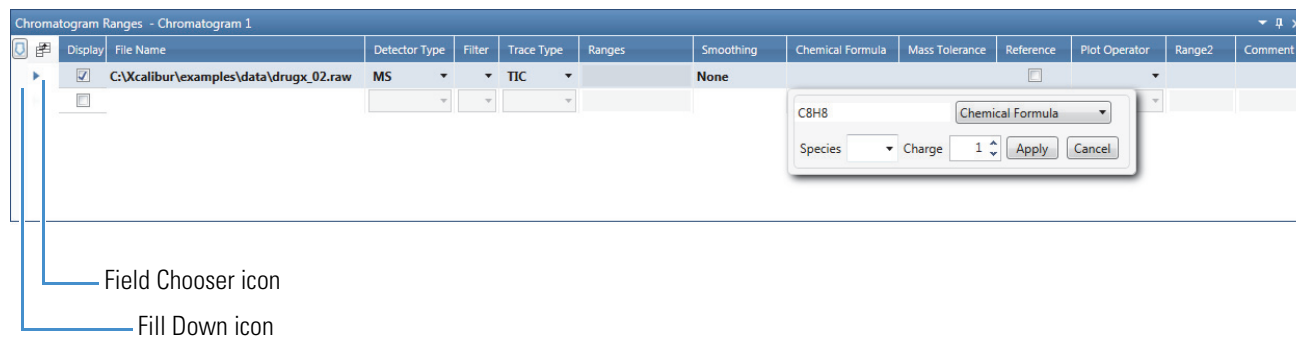 Chromatogram Ranges - Chromatogram 1
Display File Name Detector Type Filter Trace Type Ranges Smoothing Chemical Formula Mass Tolerance Reference Plot Operator Range2 Comment
C:\Xcalibur\examples\data\drugx_02.raw MS TIC None
C8H8 Chemical Formula
Species Charge 1 Apply Cancel
Field Chooser icon
Fill Down icon